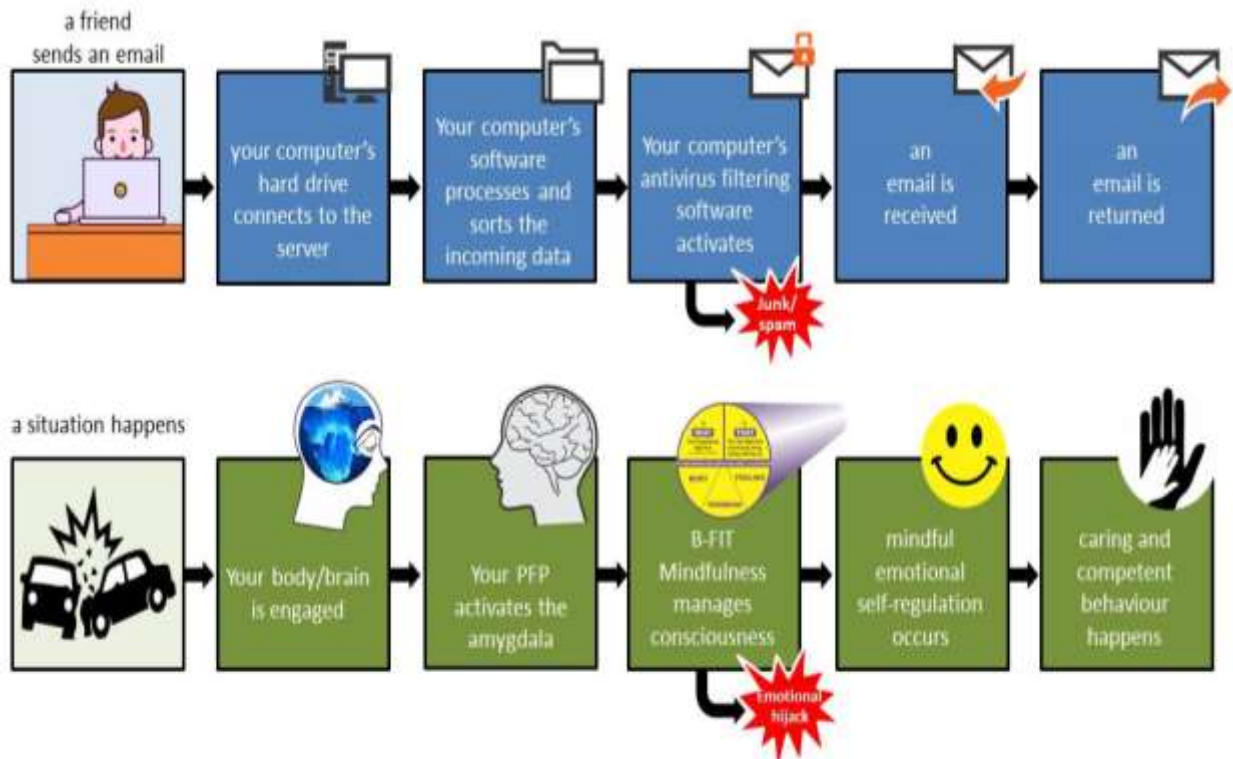 a friend
sends an email
your computer's
hard drive
connects to the
server
Your computer's
software
processes and
sorts the
incoming data
Your computer's
antivirus filtering
software
activates
Junk/
spam
an
email is
received
an
email is
returned
a situation happens
Your body/brain
is engaged
Your PFP
activates the
amygdala
BODY
FEELING
B-FIT
Mindfulness
manages
consciousness
Emotional
hijack
mindful
emotional
self-regulation
occurs
caring and
competent
behaviour
happens